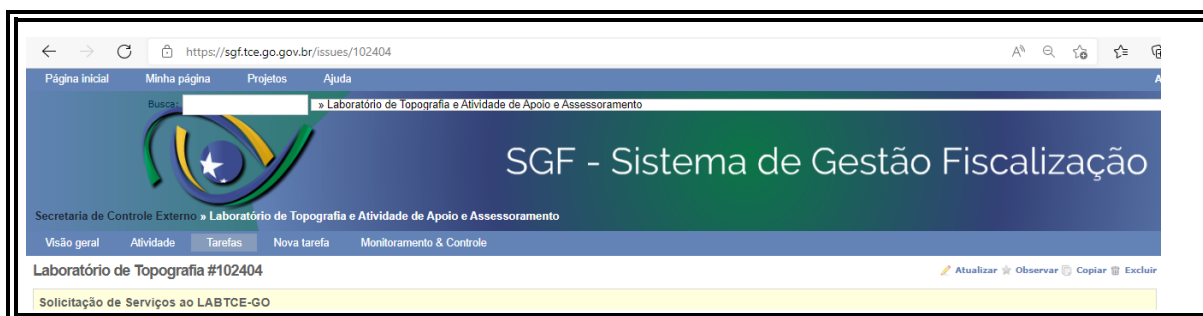 https://sgf.tce.go.gov.br/issues/102404
Página inicial Minha página Projetos Ajuda A
Busca: » Laboratório de Topografia e Atividade de Apoio e Assessoramento
SGF - Sistema de Gestão Fiscalização
Secretaria de Controle Externo » Laboratório de Topografia e Atividade de Apoio e Assessoramento
Visão geral Atividade Tarefas Nova tarefa Monitoramento & Controle
Laboratório de Topografia #102404 Atualizar Observar Copiar Excluir
Solicitação de Serviços ao LABTCE-GO